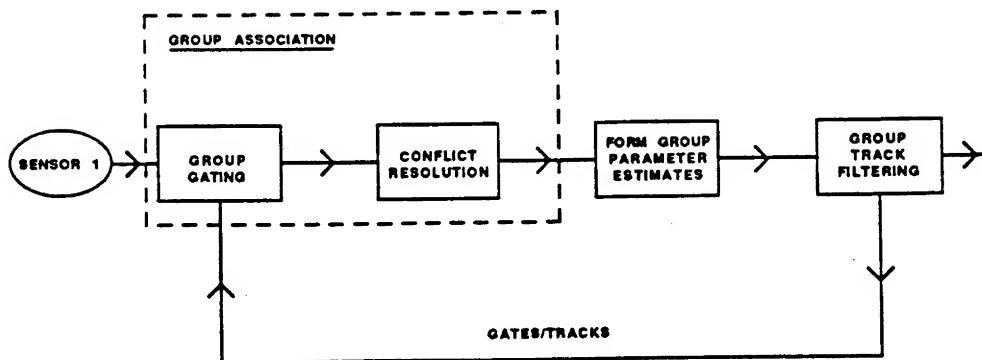 GROUP ASSOCIATION
SENSOR 1
GROUP
GATING
CONFLICT
RESOLUTION
FORM GROUP
PARAMETER
ESTIMATES
GROUP
TRACK
FILTERING
GATES/TRACKS